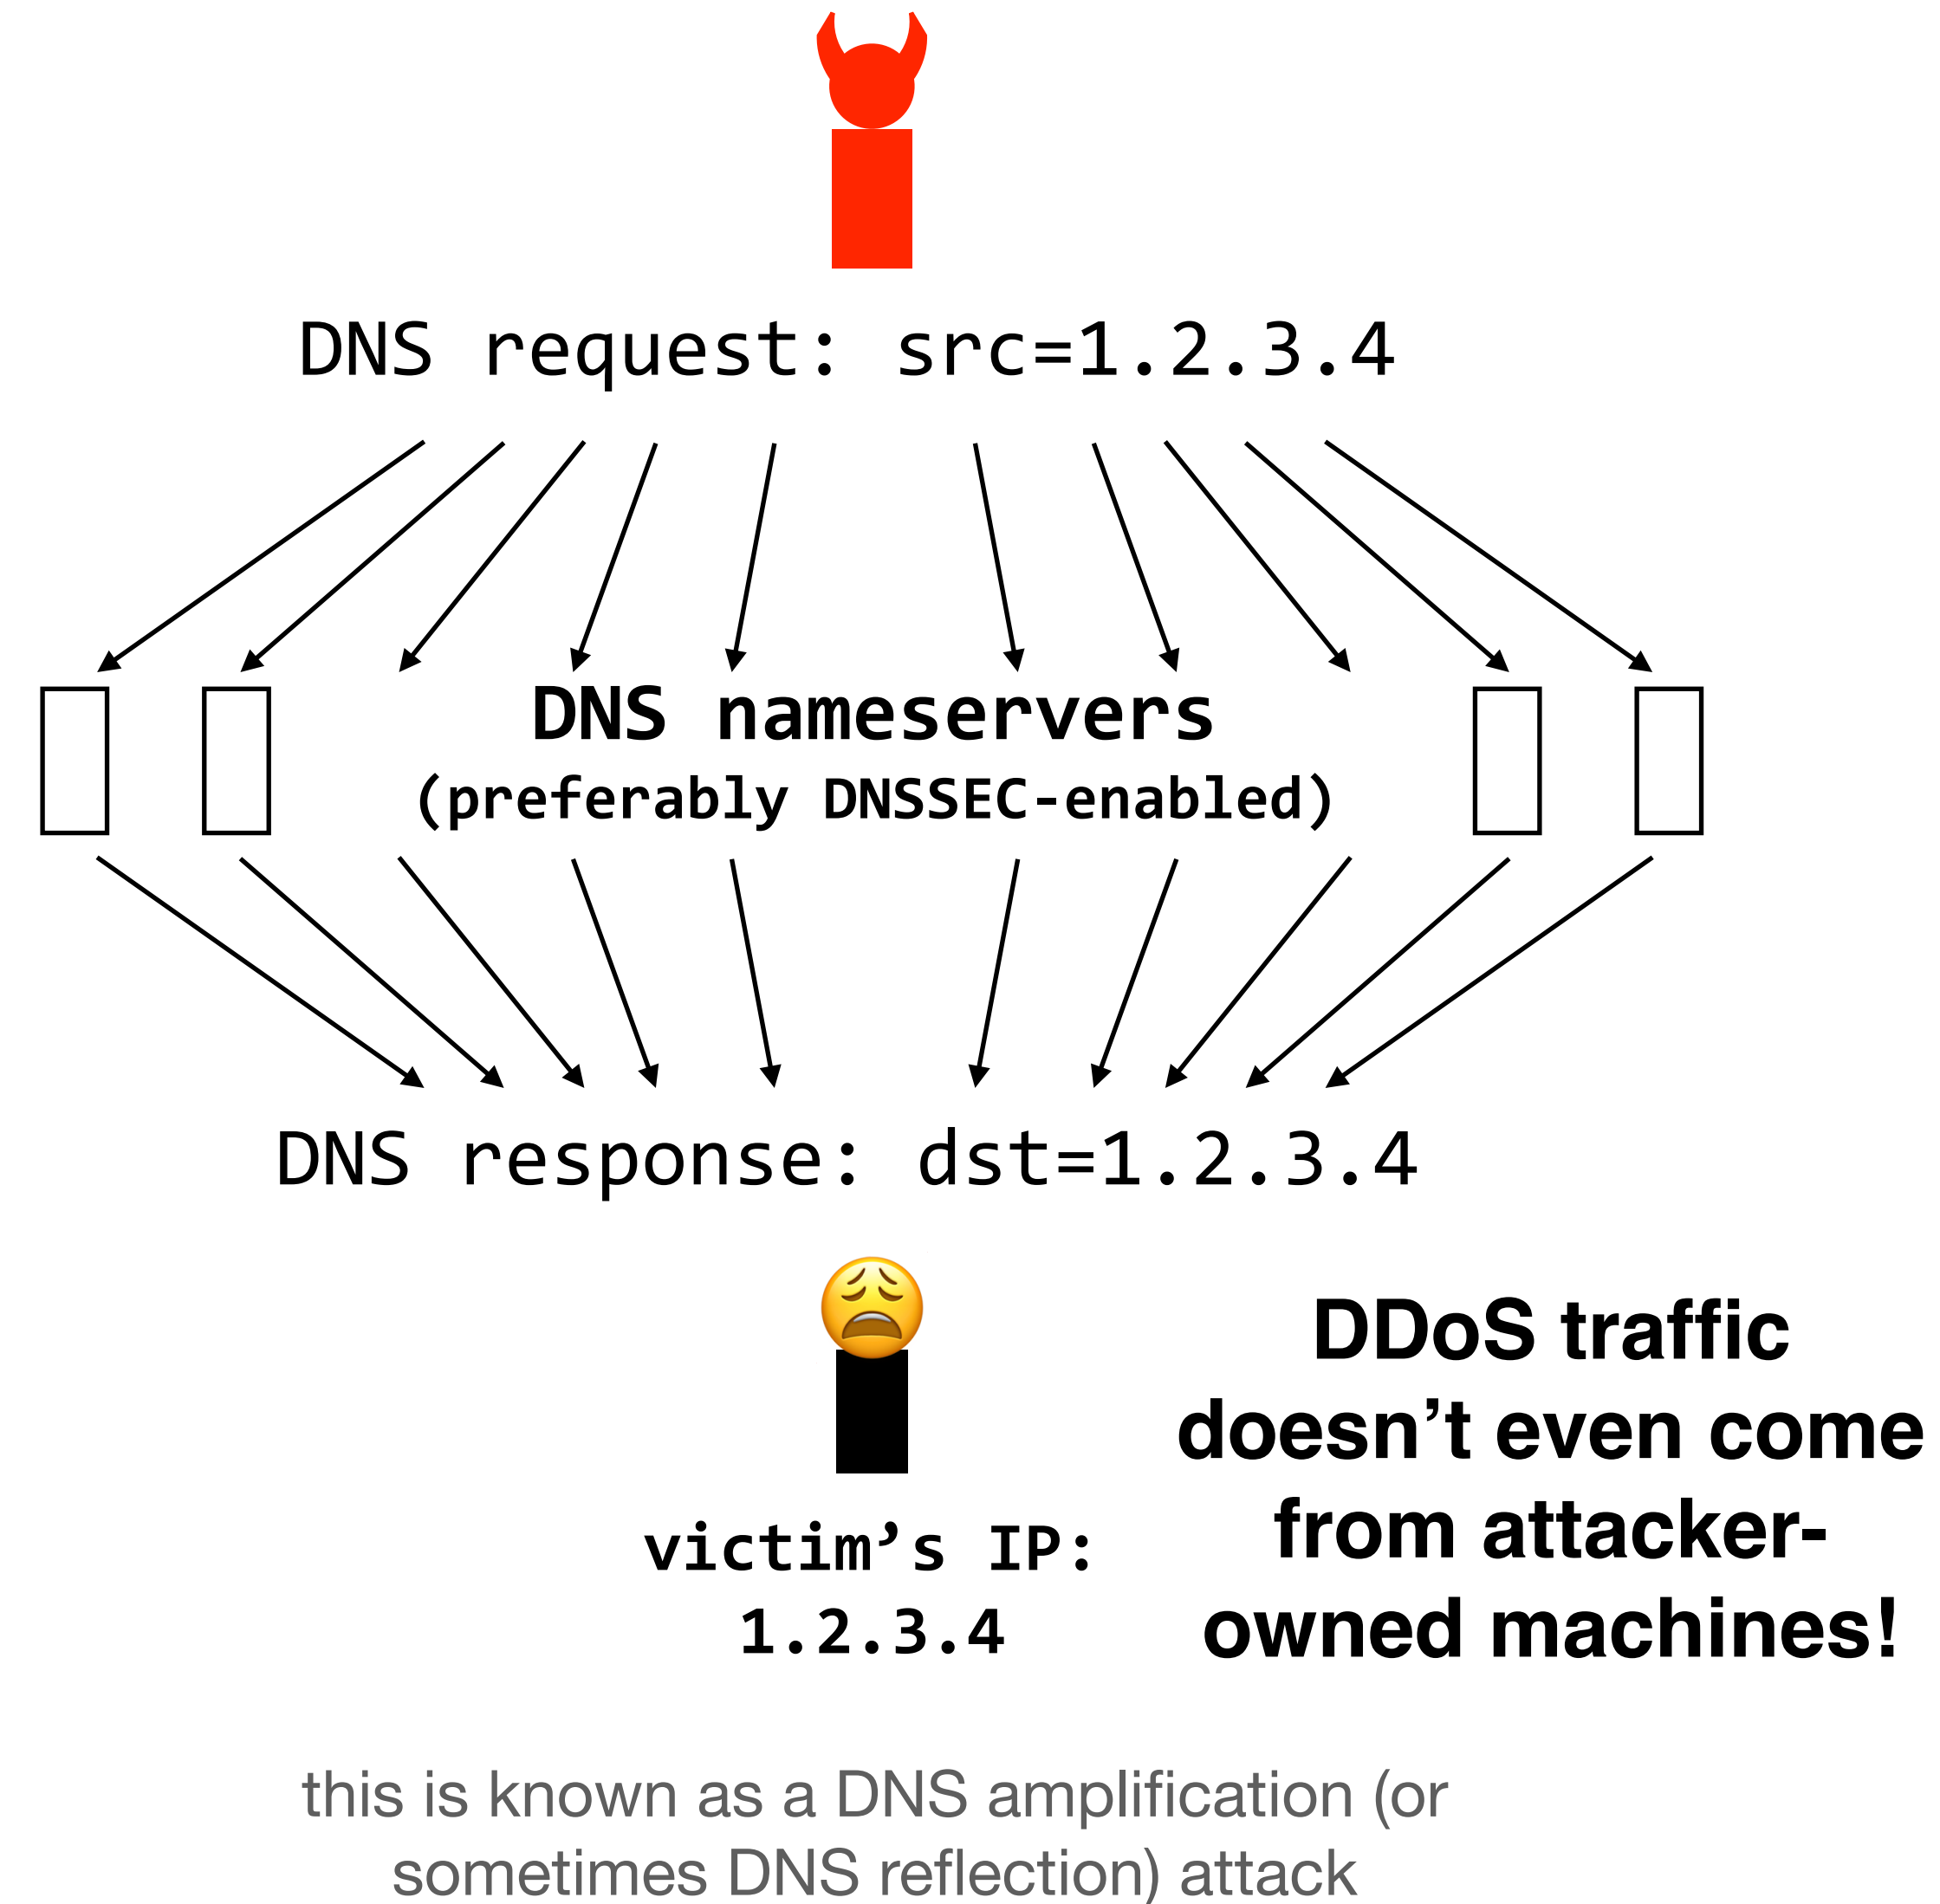 DNS request: src=1.2.3.4
DNS nameservers
(preferably DNSSEC-enabled)
DNS response: dst=1.2.3.4
victim’s IP:
1.2.3.4
DDoS traffic
doesn’t even come
from attacker-
owned machines!
this is known as a DNS amplification (or
sometimes DNS reflection) attack